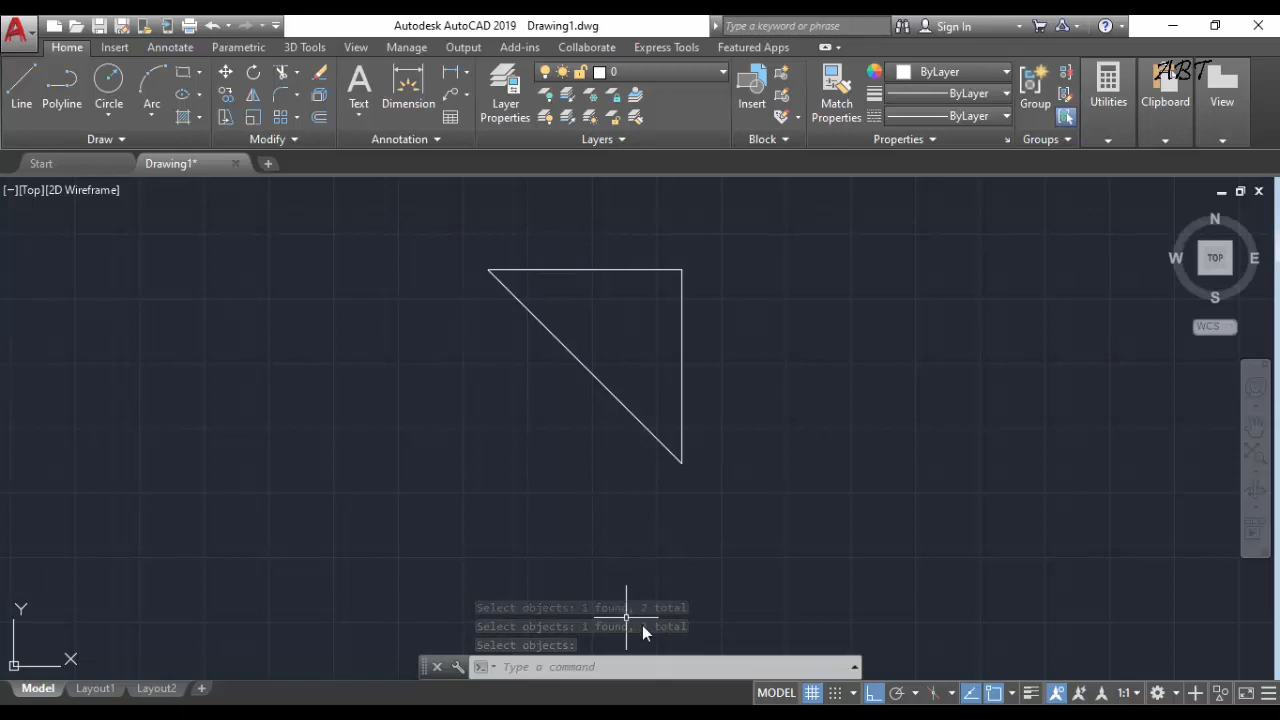 Autodesk AutoCAD 2019 Drawing1.dwg
Type a keyword or phrase
Sign In
Home Insert Annotate Parametric 3D Tools View Manage Output Add-ins Collaborate Express Tools Featured Apps
ABT
Line Polyline Circle Arc
Text Dimension
Layer Properties
0
Insert
Match Properties
ByLayer
ByLayer
ByLayer
Group
Utilities
Clipboard
View
Draw Modify Annotation Layers Block Properties Groups
Start Drawing1*
[−][Top][2D Wireframe]
N
W TOP E
S
WCS
Y
X
Select objects: 1 found, 2 total
Select objects: 1 found, total
Select objects:
Type a command
Model Layout1 Layout2
MODEL 1:1